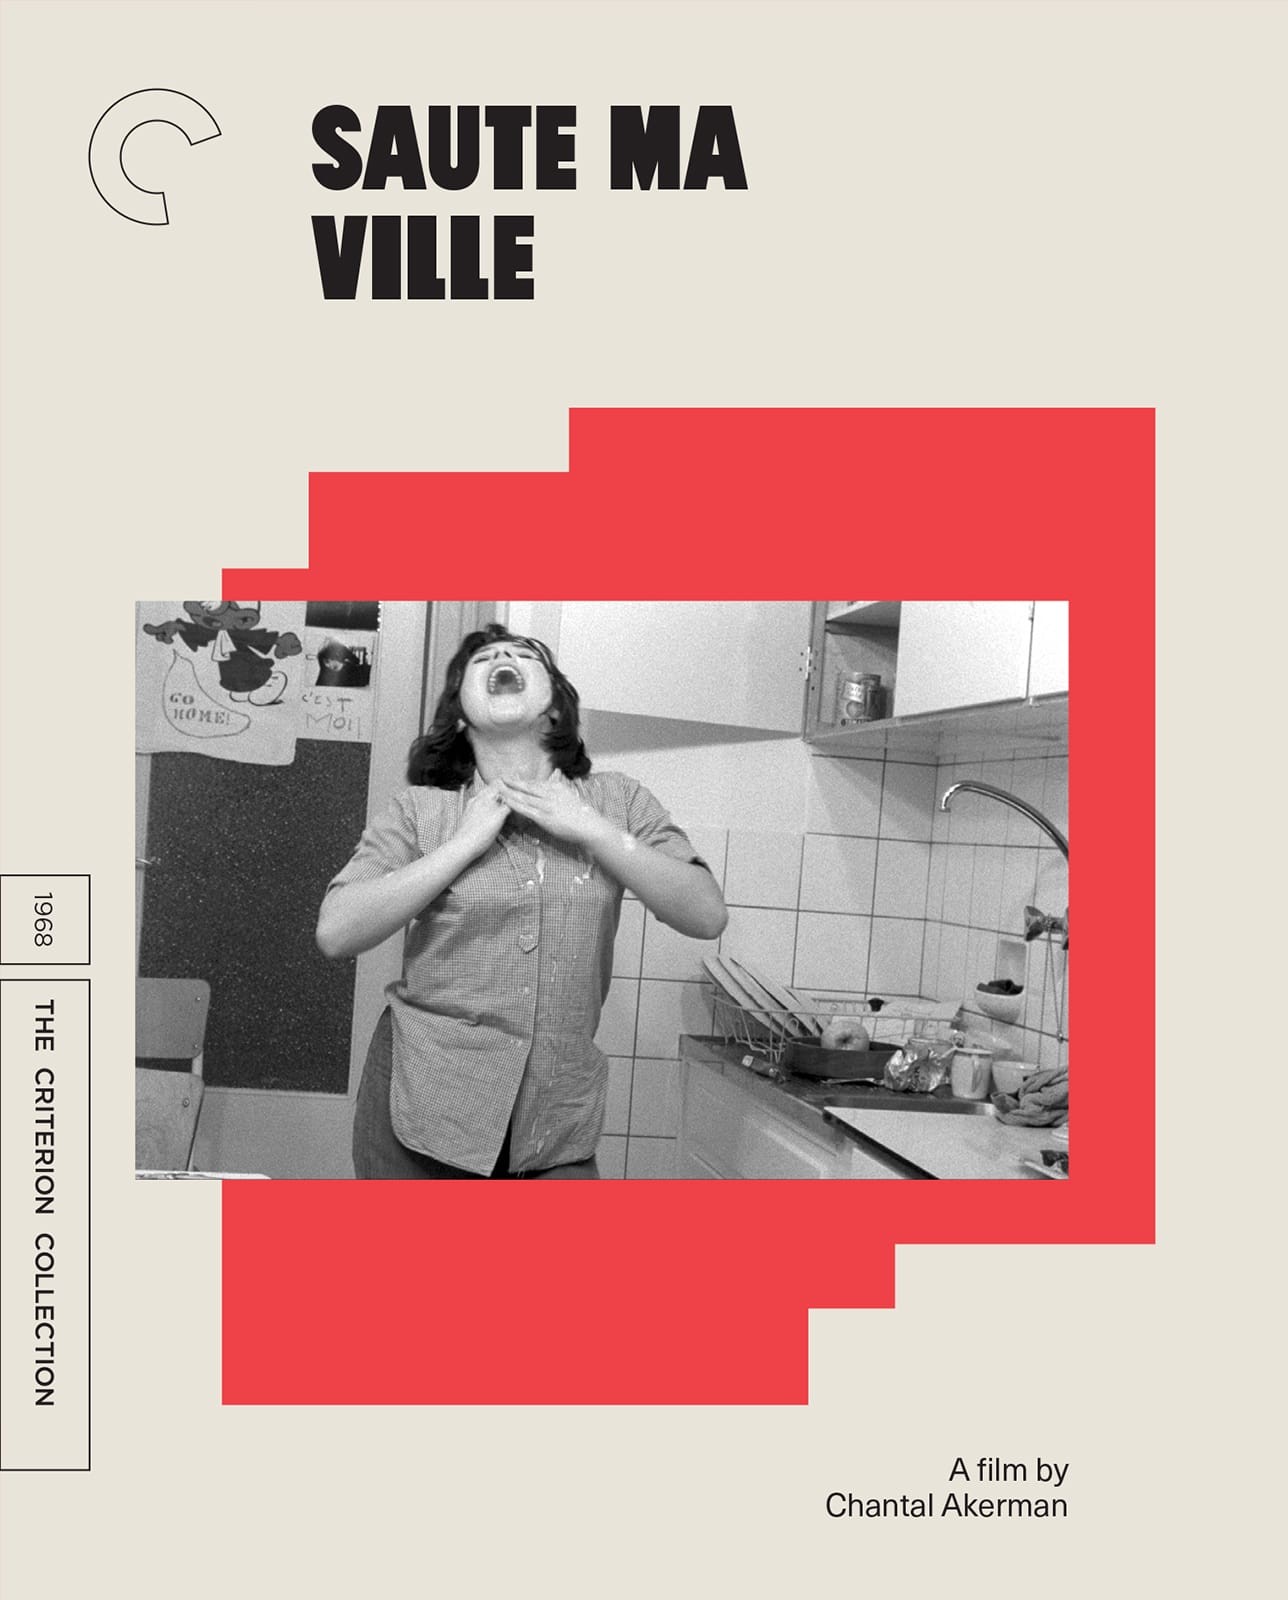 SAUTE MA
VILLE
GO
HOME!
C'EST
MOI!
1968
THE CRITERION COLLECTION
A film by
Chantal Akerman